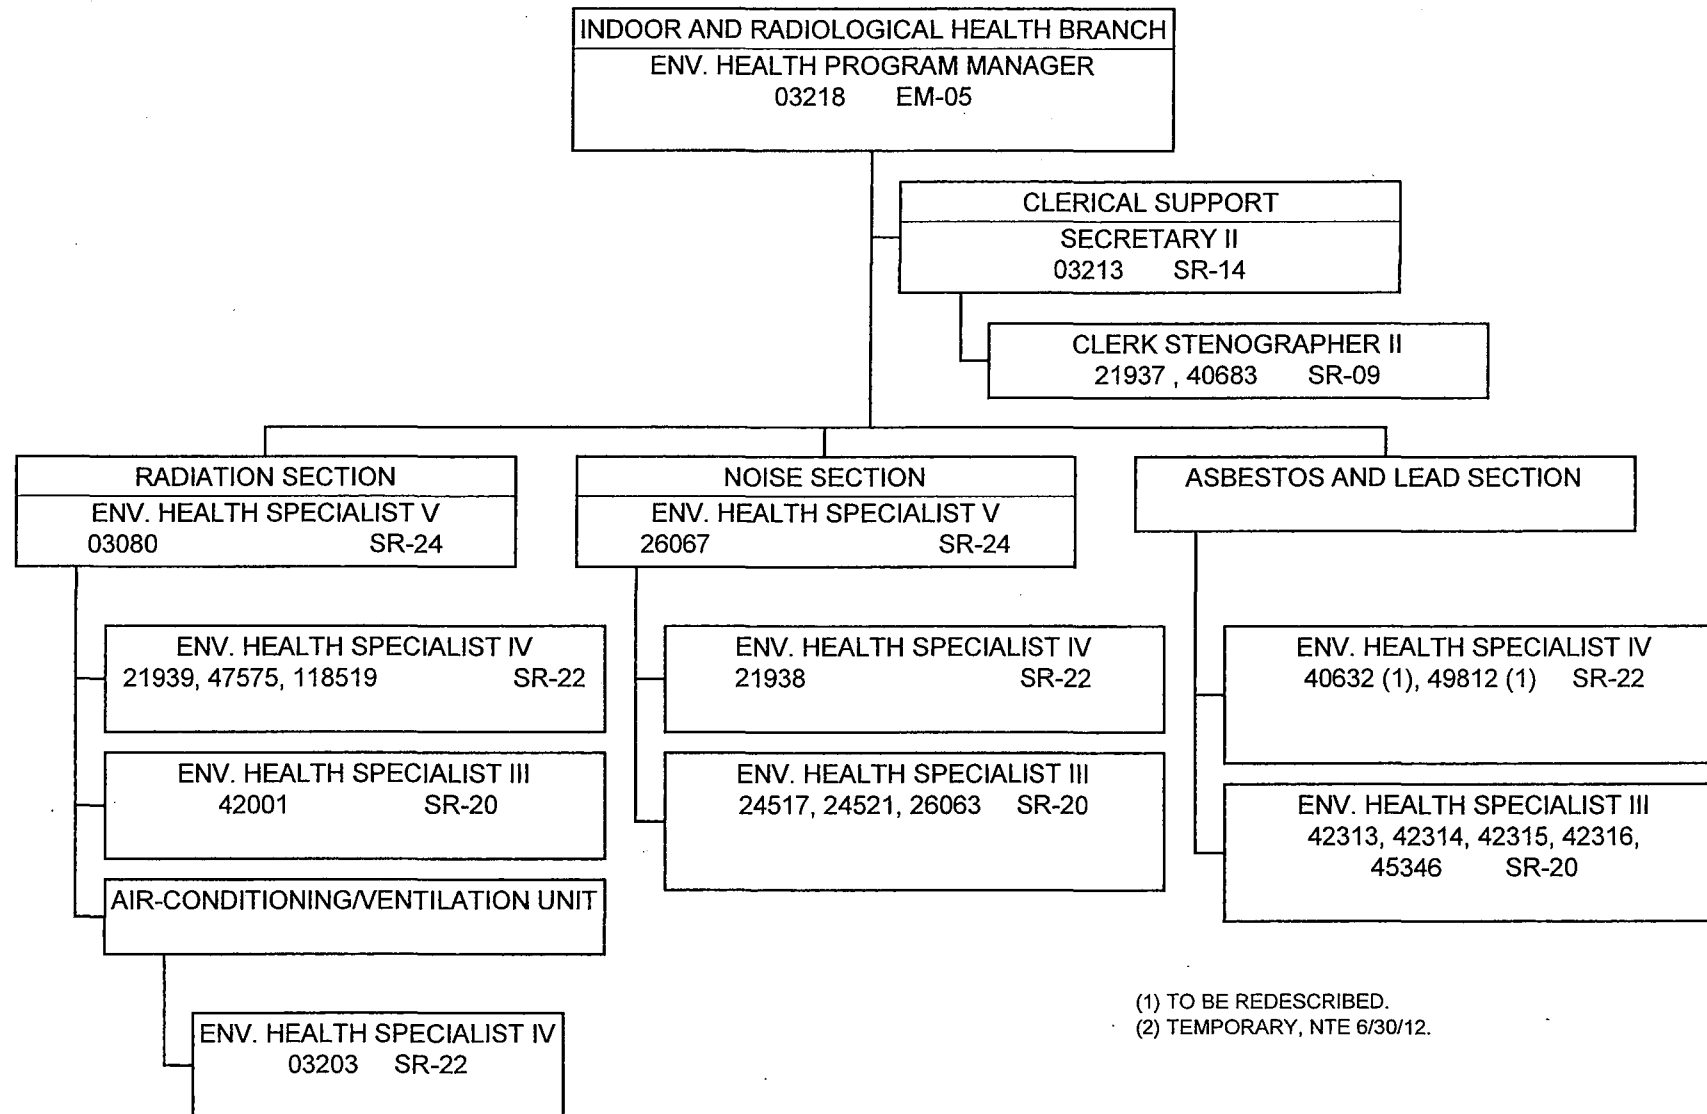 INDOOR AND RADIOLOGICAL HEALTH BRANCH
ENV. HEALTH PROGRAM MANAGER
03218 EM-05
CLERICAL SUPPORT
SECRETARY II
03213 SR-14
CLERK STENOGRAPHER II
21937 , 40683 SR-09
RADIATION SECTION
ENV. HEALTH SPECIALIST V
03080 SR-24
ENV. HEALTH SPECIALIST IV
21939, 47575, 118519 SR-22
ENV. HEALTH SPECIALIST III
42001 SR-20
AIR-CONDITIONING/VENTILATION UNIT
ENV. HEALTH SPECIALIST IV
03203 SR-22
NOISE SECTION
ENV. HEALTH SPECIALIST V
26067 SR-24
ENV. HEALTH SPECIALIST IV
21938 SR-22
ENV. HEALTH SPECIALIST III
24517, 24521, 26063 SR-20
ASBESTOS AND LEAD SECTION
ENV. HEALTH SPECIALIST IV
40632 (1), 49812 (1) SR-22
ENV. HEALTH SPECIALIST III
42313, 42314, 42315, 42316,
45346 SR-20
(1) TO BE REDESCRIBED.
(2) TEMPORARY, NTE 6/30/12.